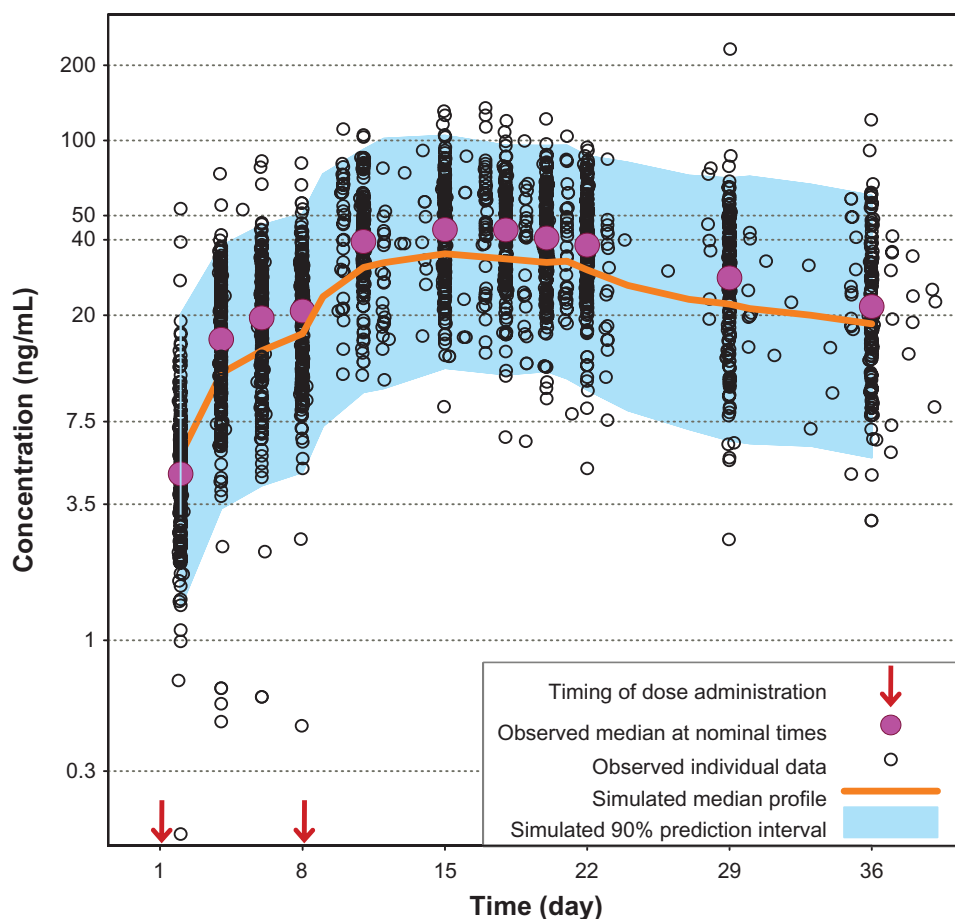 Concentration (ng/mL)
200
100
50
40
20
7.5
3.5
1
0.3
Timing of dose administration
Observed median at nominal times
Observed individual data
Simulated median profile
Simulated 90% prediction interval
1 8 15 22 29 36
Time (day)